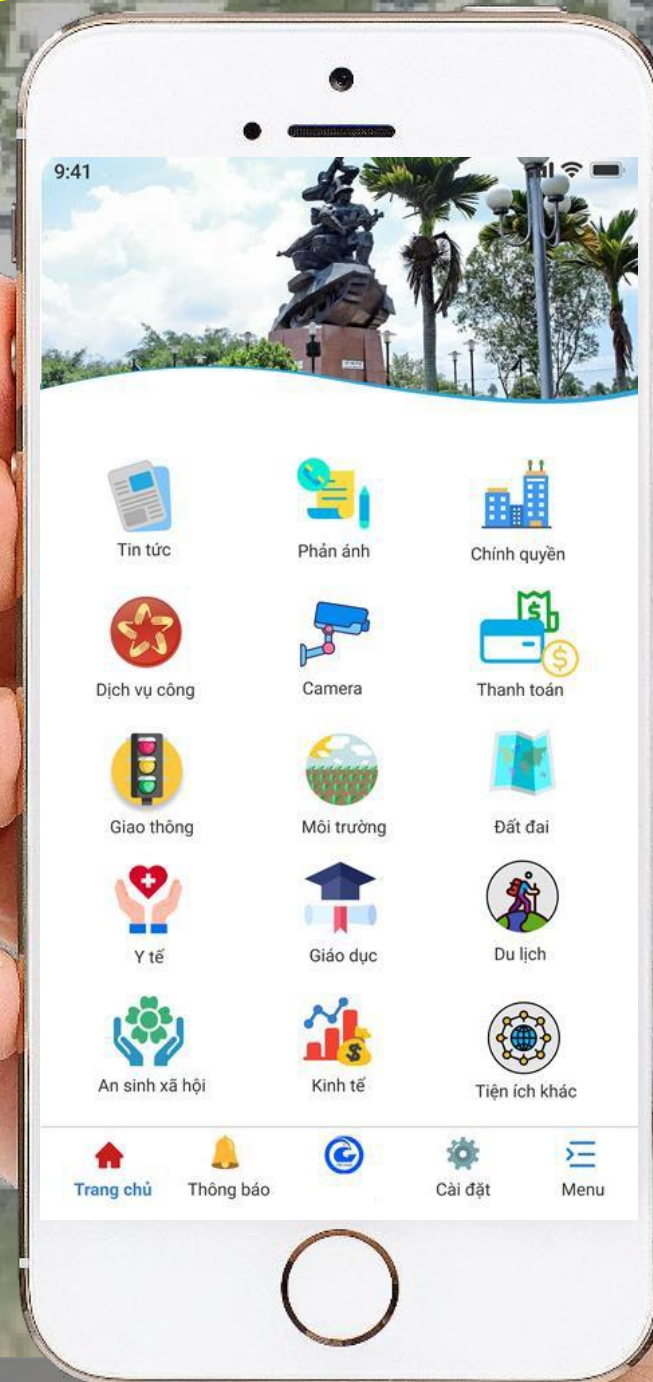 9:41
Tin tức
Phản ánh
Chính quyền
Dịch vụ công
Camera
Thanh toán
Giao thông
Môi trường
Đất đai
Y tế
Giáo dục
Du lịch
An sinh xã hội
Kinh tế
Tiện ích khác
Trang chủ
Thông báo
Cài đặt
Menu